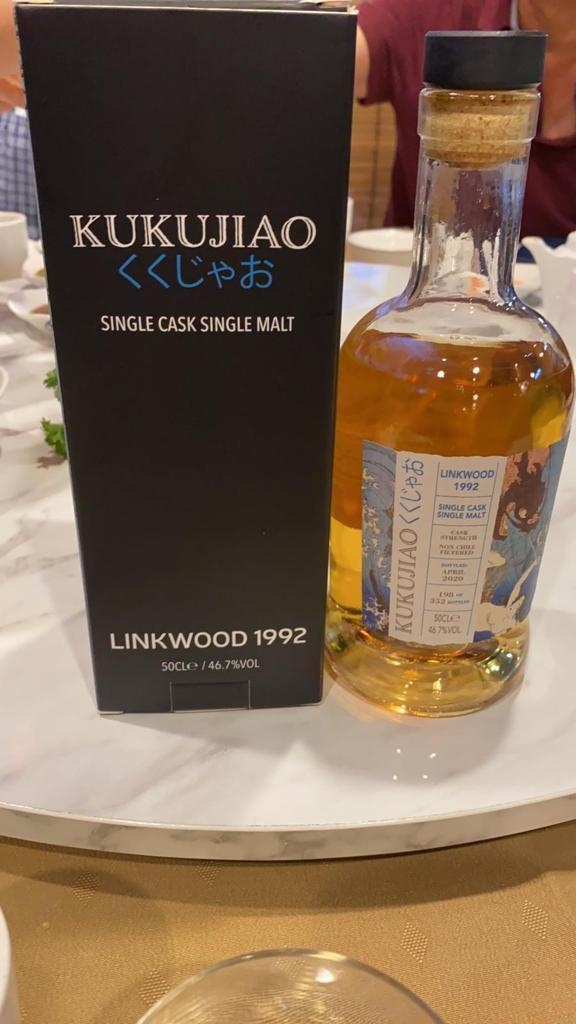 KUKUJIAO
くくじゃお
SINGLE CASK SINGLE MALT
LINKWOOD 1992
50CL℮ / 46.7%VOL
KUKUJIAO くくじゃお
LINKWOOD
1992
SINGLE CASK
SINGLE MALT
CASK
STRENGTH
NON CHILL
FILTERED
BOTTLED:
APRIL
2020
198 OF
352 BOTTLES
50CL℮
46.7%VOL